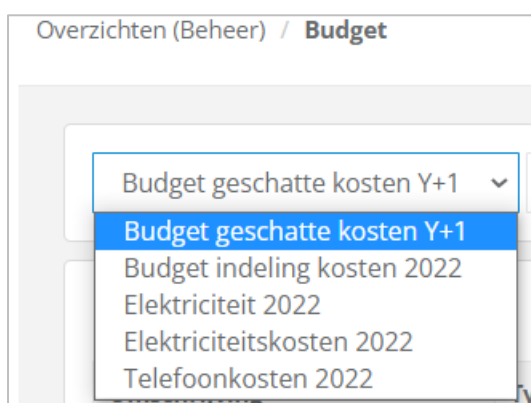 Overzichten (Beheer) / Budget
Budget geschatte kosten Y+1
Budget geschatte kosten Y+1
Budget indeling kosten 2022
Elektriciteit 2022
Elektriciteitskosten 2022
Telefoonkosten 2022